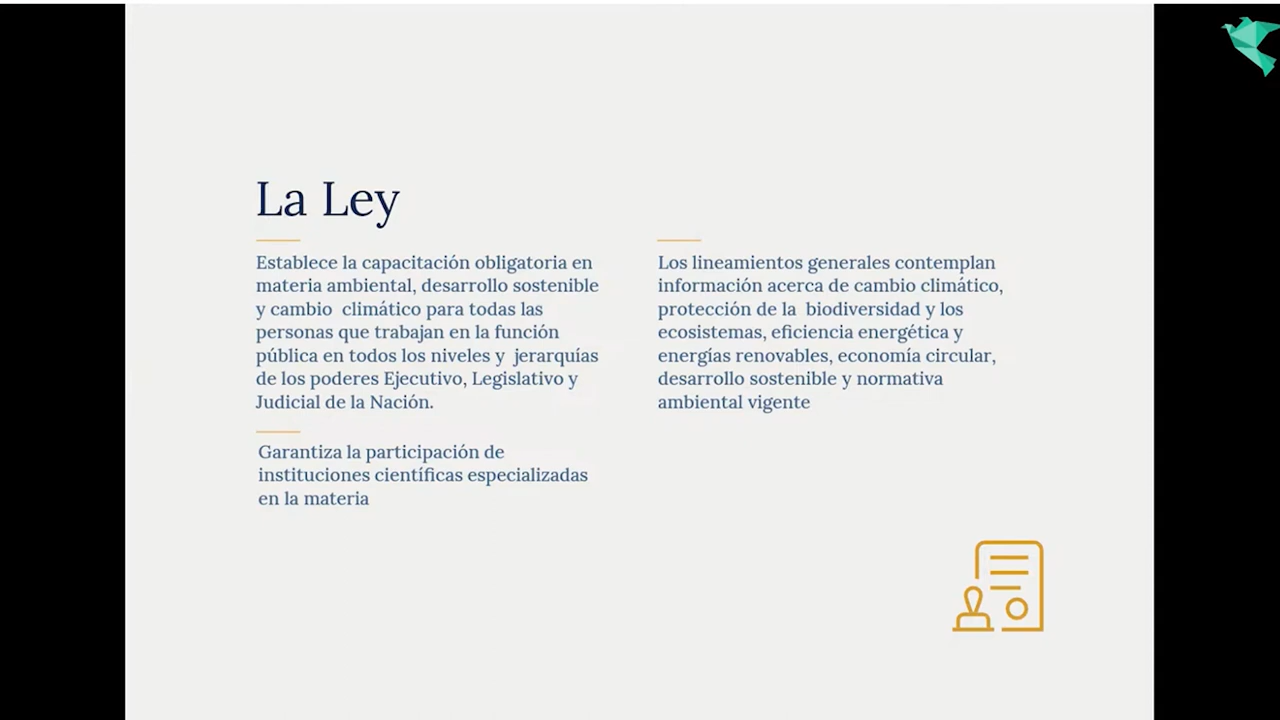 La Ley
Establece la capacitación obligatoria en
materia ambiental, desarrollo sostenible
y cambio  climático para todas las
personas que trabajan en la función
pública en todos los niveles y  jerarquías
de los poderes Ejecutivo, Legislativo y
Judicial de la Nación.
Garantiza la participación de
instituciones científicas especializadas
en la materia
Los lineamientos generales contemplan
información acerca de cambio climático,
protección de la  biodiversidad y los
ecosistemas, eficiencia energética y
energías renovables, economía circular,
desarrollo sostenible y normativa
ambiental vigente